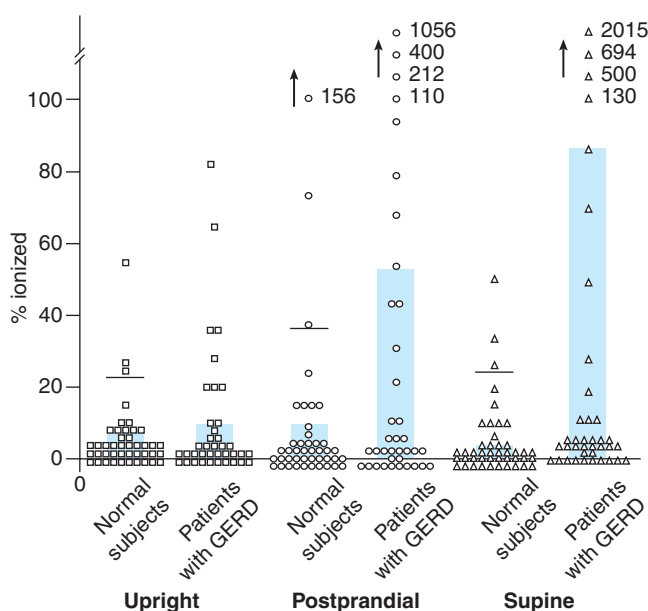 1056
2015
400
694
212
500
156
110
130
100
80
60
40
20
0
0
% ionized
Normal
subjects
Patients
with GERD
Normal
subjects
Patients
with GERD
Normal
subjects
Patients
with GERD
Upright
Postprandial
Supine